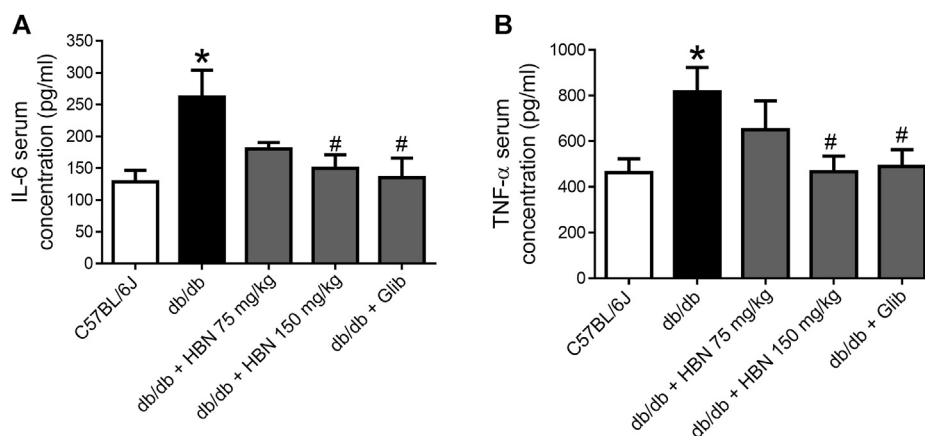 A
IL-6 serum
concentration (pg/ml)
350
300
250
200
150
100
50
0
*
#
#
C57BL/6J
db/db
db/db + HBN 75 mg/kg
db/db + HBN 150 mg/kg
db/db + Glib
B
TNF-α serum
concentration (pg/ml)
1000
800
600
400
200
0
*
#
#
C57BL/6J
db/db
db/db + HBN 75 mg/kg
db/db + HBN 150 mg/kg
db/db + Glib